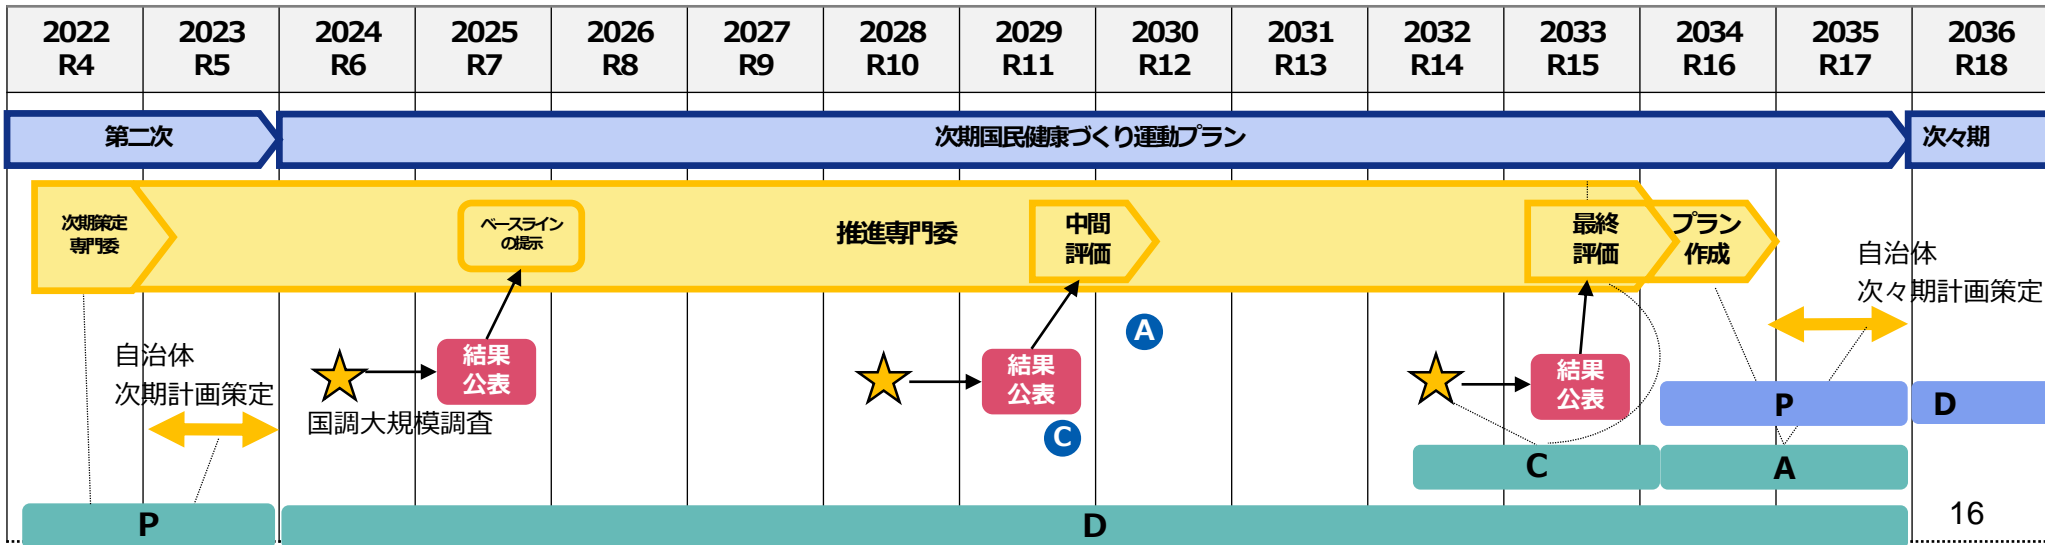 2022 2023 2024 2025 2026 2027 2028 2029 2030 2031 2032 2033 2034 2035 2036
R4 R5 R6 R7 R8 R9 R10 R11 R12 R13 R14 R15 R16 R17 R18
第二次 次期国民健康づくり運動プラン 次々期
次期策定
専門委
ベースライン
の提示
推進専門委
中間
評価
最終
評価
プラン
作成
自治体
次々期計画策定
A
自治体
次期計画策定
国調大規模調査
結果
公表
結果
公表
結果
公表
C
P D
C A
P D
16